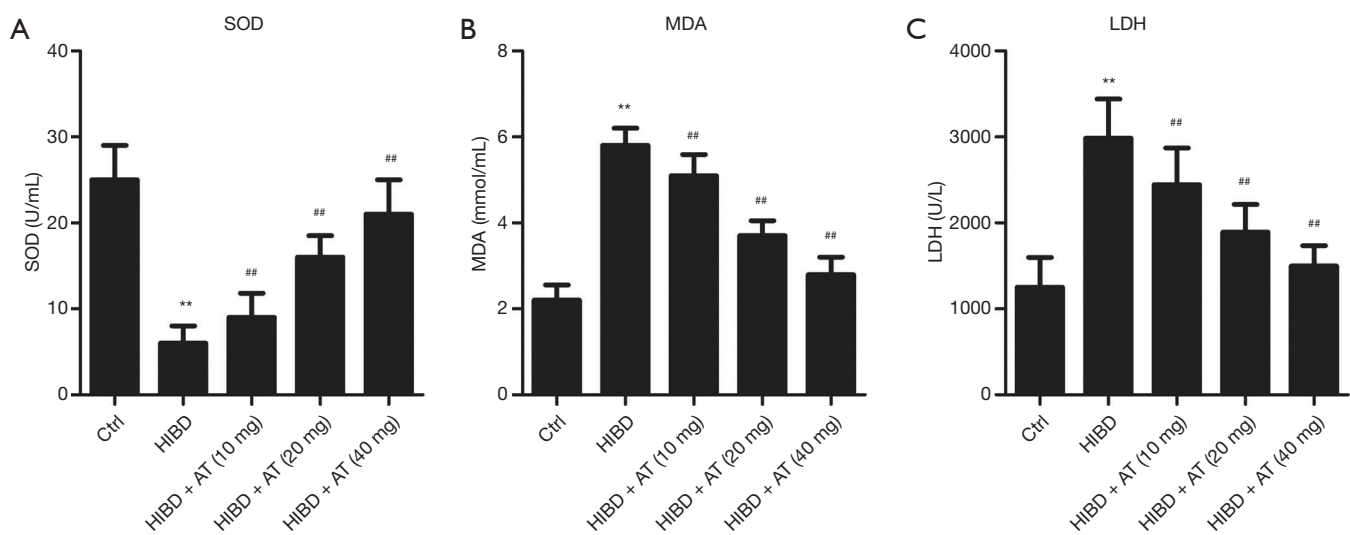 A
SOD
SOD (U/mL)
40
30
20
10
0
**
##
##
##
Ctrl
HIBD
HIBD + AT (10 mg)
HIBD + AT (20 mg)
HIBD + AT (40 mg)
B
MDA
MDA (mmol/mL)
8
6
4
2
0
**
##
##
##
Ctrl
HIBD
HIBD + AT (10 mg)
HIBD + AT (20 mg)
HIBD + AT (40 mg)
C
LDH
LDH (U/L)
4000
3000
2000
1000
0
**
##
##
##
Ctrl
HIBD
HIBD + AT (10 mg)
HIBD + AT (20 mg)
HIBD + AT (40 mg)